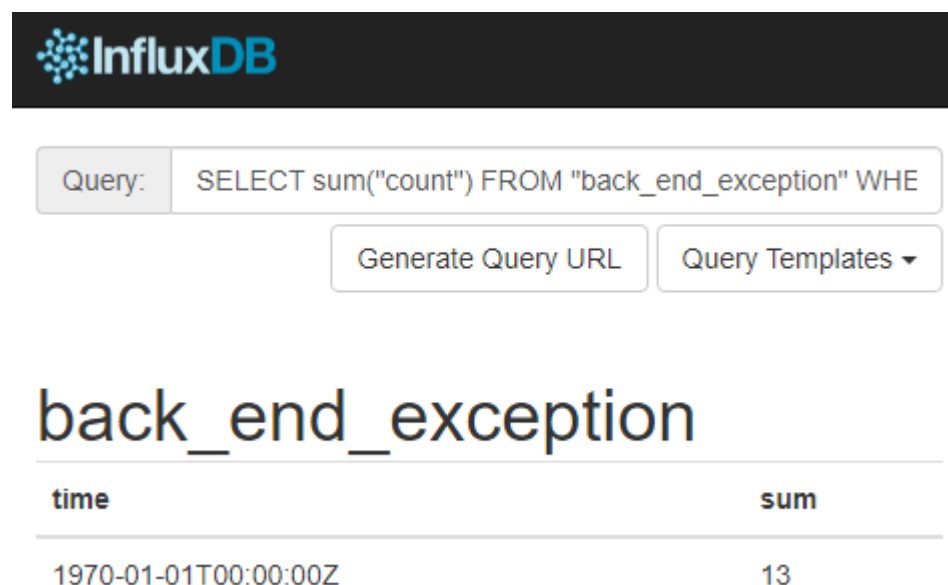 InfluxDB
Query: SELECT sum("count") FROM "back_end_exception" WHE
Generate Query URL Query Templates
back_end_exception
time sum
1970-01-01T00:00:00Z 13